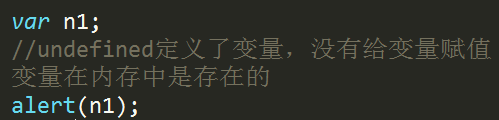 var n1;
//undefined定义了变量，没有给变量赋值
变量在内存中是存在的
alert(n1);